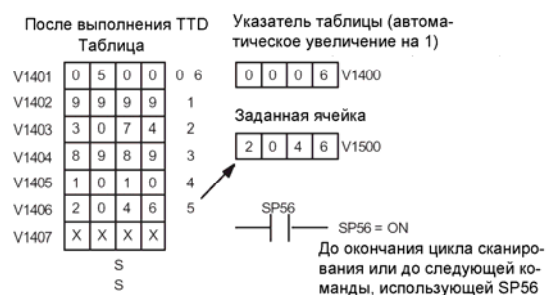 После выполнения TTD
Таблица
V1401 0 5 0 0 0 6
V1402 9 9 9 9 1
V1403 3 0 7 4 2
V1404 8 9 8 9 3
V1405 1 0 1 0 4
V1406 2 0 4 6 5
V1407 X X X X
S
S
Указатель таблицы (автома-
тическое увеличение на 1)
0 0 0 6 V1400
Заданная ячейка
2 0 4 6 V1500
SP56
SP56 = ON
До окончания цикла сканиро-
вания или до следующей ко-
манды, использующей SP56